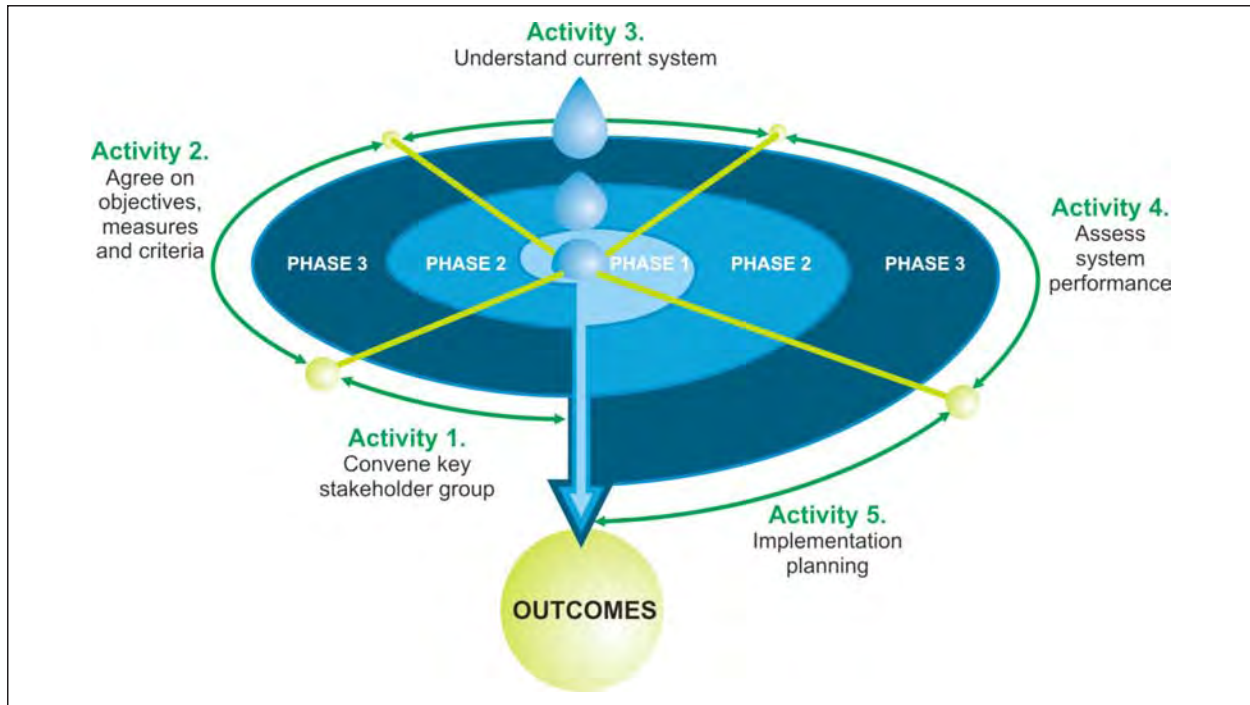 Activity 3.
Understand current system
Activity 2.
Agree on
objectives,
measures
and criteria
Activity 4.
Assess
system
performance
PHASE 3
PHASE 2
PHASE 1
PHASE 2
PHASE 3
Activity 1.
Convene key
stakeholder group
Activity 5.
Implementation
planning
OUTCOMES